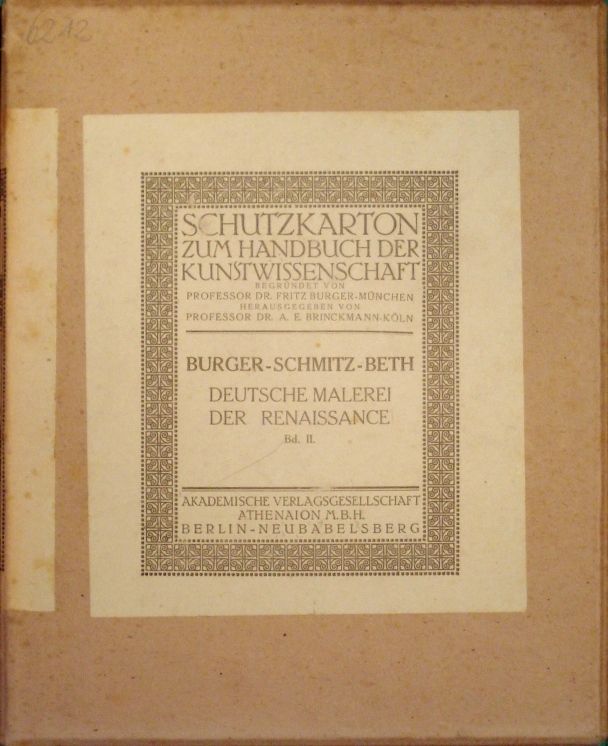 6242
SCHUTZKARTON
ZUM HANDBUCH DER
KUNSTWISSENSCHAFT
BEGRÜNDET VON
PROFESSOR DR. FRITZ BURGER-MÜNCHEN
HERAUSGEGEBEN VON
PROFESSOR DR. A. E. BRINCKMANN-KÖLN
BURGER-SCHMITZ-BETH
DEUTSCHE MALEREI
DER RENAISSANCE
Bd. II.
AKADEMISCHE VERLAGSGESELLSCHAFT
ATHENAION M.B.H.
BERLIN-NEUBABELSBERG